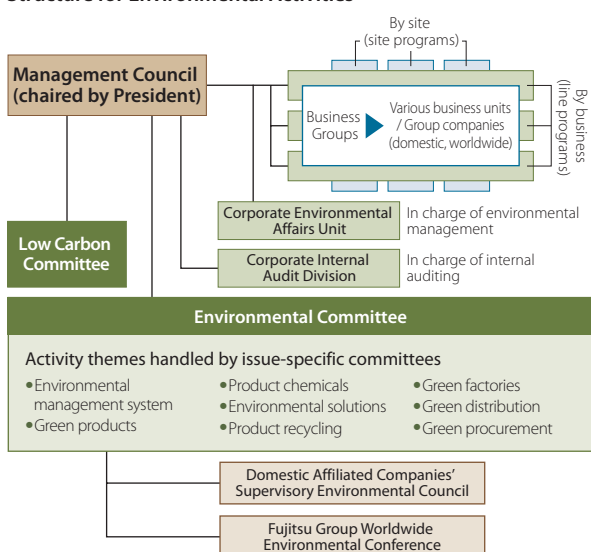 Structure for Environmental Activities
By site
(site programs)
Management Council
(chaired by President)
Business
Groups
Various business units
/ Group companies
(domestic, worldwide)
By business
(line programs)
Corporate Environmental
Affairs Unit
In charge of environmental
management
Low Carbon
Committee
Corporate Internal
Audit Division
In charge of internal
auditing
Environmental Committee
Activity themes handled by issue-specific committees
•Environmental
management system
•Green products
•Product chemicals
•Environmental solutions
•Product recycling
•Green factories
•Green distribution
•Green procurement
Domestic Affiliated Companies’
Supervisory Environmental Council
Fujitsu Group Worldwide
Environmental Conference